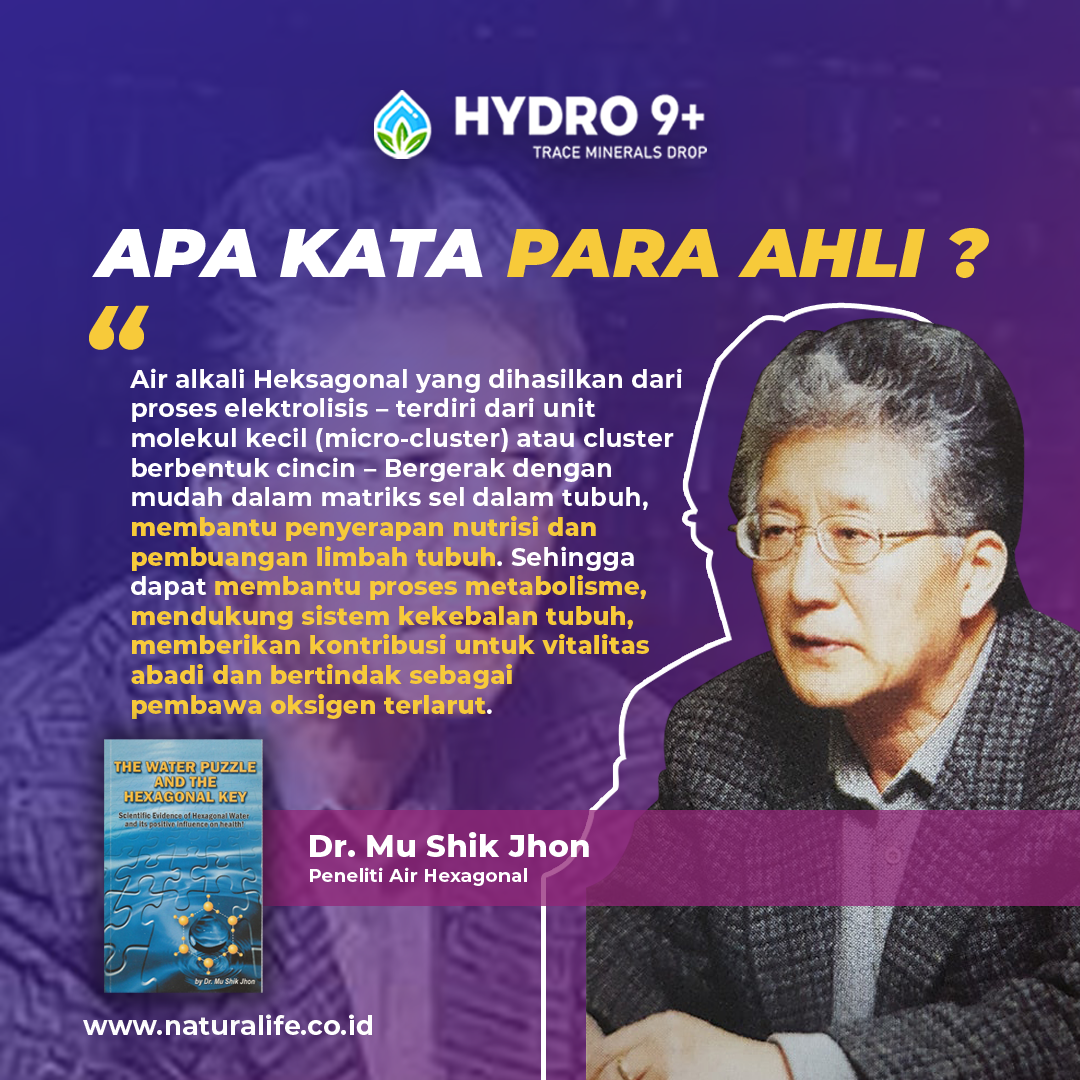 HYDRO 9+
TRACE MINERALS DROP
APA KATA PARA AHLI ?
“
Air alkali Heksagonal yang dihasilkan dari
proses elektrolisis – terdiri dari unit
molekul kecil (micro-cluster) atau cluster
berbentuk cincin – Bergerak dengan
mudah dalam matriks sel dalam tubuh,
membantu penyerapan nutrisi dan
pembuangan limbah tubuh. Sehingga
dapat membantu proses metabolisme,
mendukung sistem kekebalan tubuh,
memberikan kontribusi untuk vitalitas
abadi dan bertindak sebagai
pembawa oksigen terlarut.
THE WATER PUZZLE
AND THE
HEXAGONAL KEY
Scientific Evidence of Hexagonal Water
and its positive influence on health!
by Dr. Mu Shik Jhon
Dr. Mu Shik Jhon
Peneliti Air Hexagonal
www.naturalife.co.id